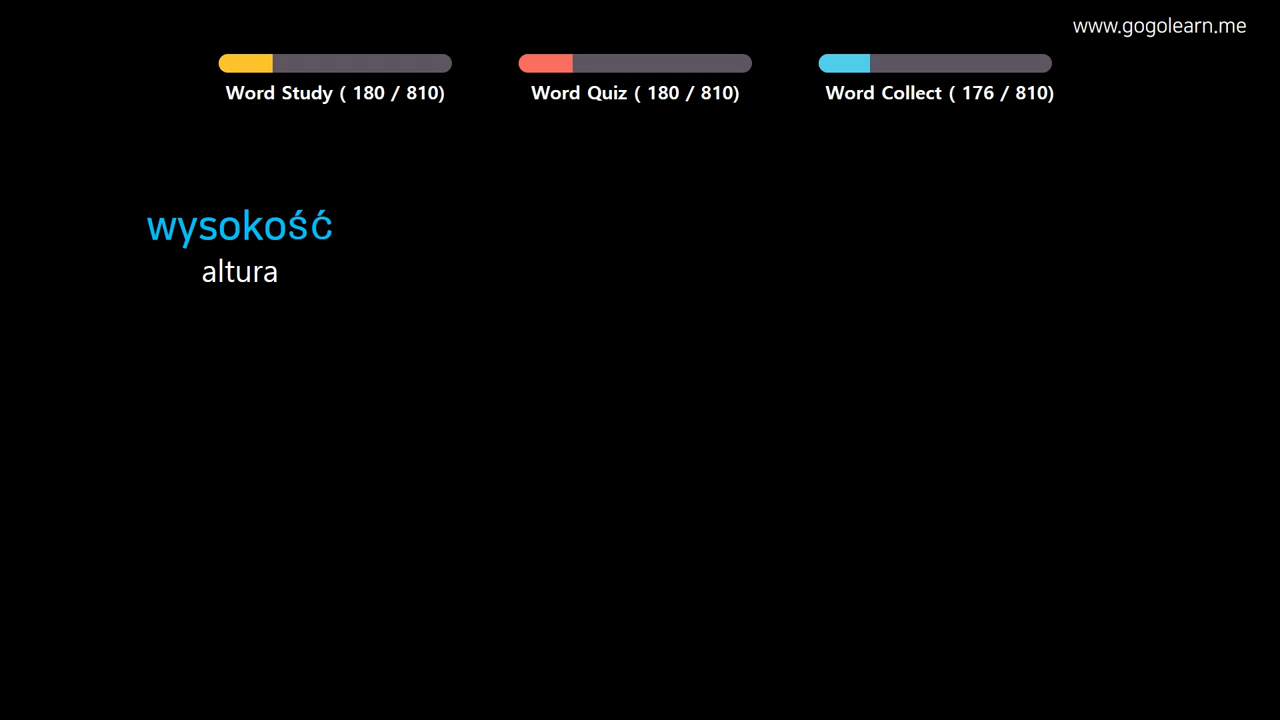 www.gogolearn.me
Word Study ( 180 / 810)
Word Quiz ( 180 / 810)
Word Collect ( 176 / 810)
wysokość
altura